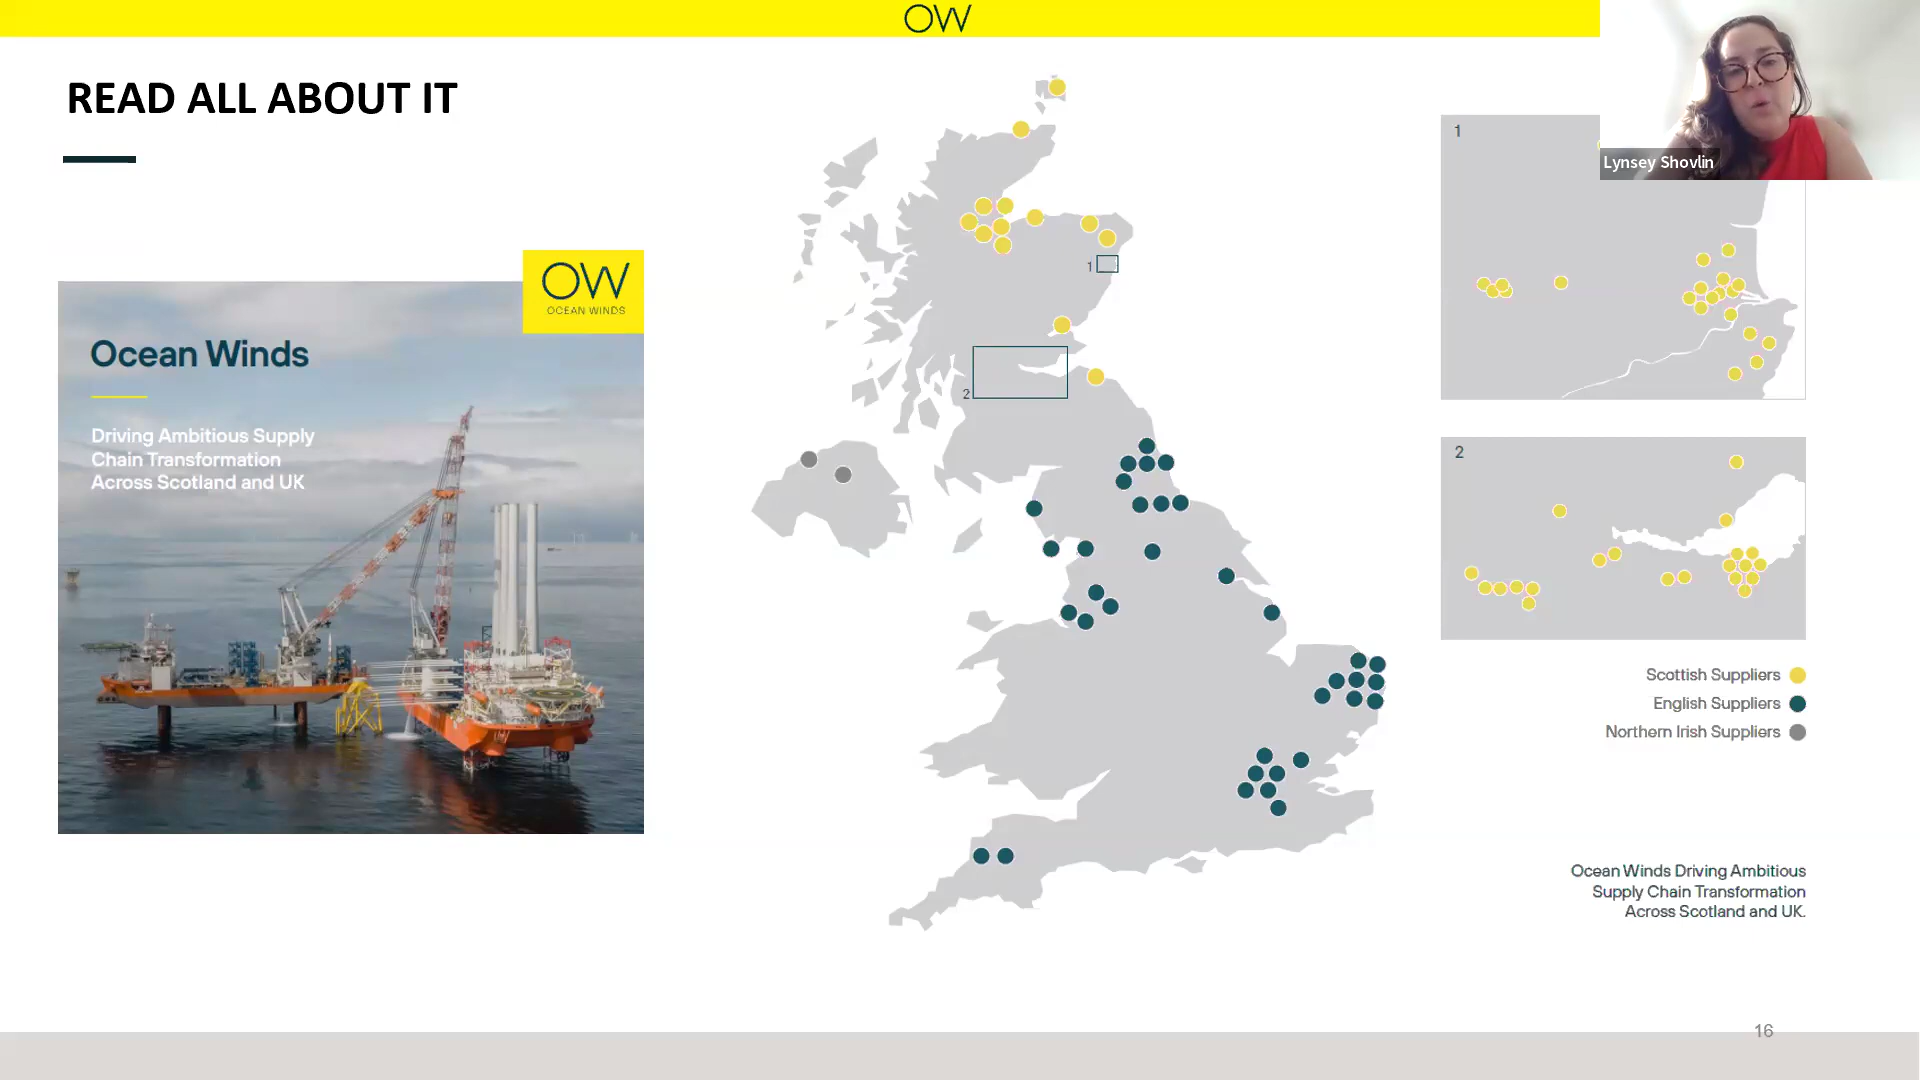 OW
READ ALL ABOUT IT
OW
OCEAN WINDS
Ocean Winds
Driving Ambitious Supply
Chain Transformation
Across Scotland and UK
1
2
1
Lynsey Shovlin
2
Scottish Suppliers
English Suppliers
Northern Irish Suppliers
Ocean Winds Driving Ambitious
Supply Chain Transformation
Across Scotland and UK.
16